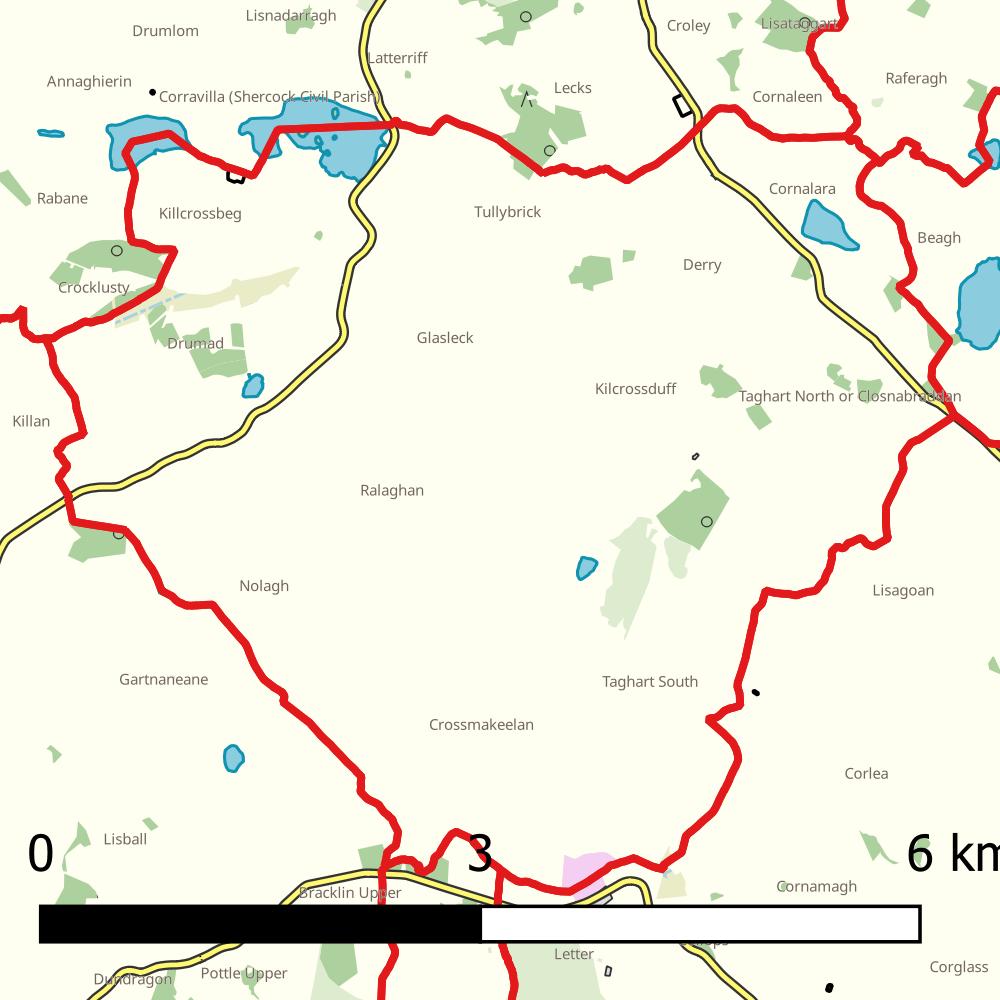 Lisnadarragh
Drumlom
Croley
Lisataggart
Latterriff
Annaghierin
Raferagh
Lecks
Corravilla (Shercock Civil Parish)
Cornaleen
Cornalara
Rabane
Killcrossbeg
Tullybrick
Beagh
Derry
Crocklusty
Glasleck
Drumad
Kilcrossduff
Taghart North or Closnabraddan
Killan
Ralaghan
Nolagh
Lisagoan
Gartnaneane
Taghart South
Crossmakeelan
Corlea
Lisball
0 3 6 km
Cornamagh
Bracklin Upper
Letter
Corglass
Pottle Upper
Dundragon